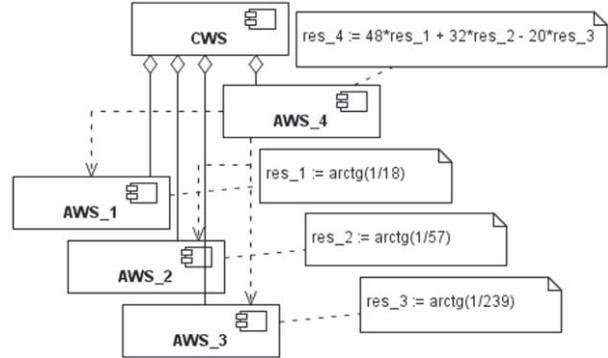 CWS
res_4 := 48*res_1 + 32*res_2 - 20*res_3
AWS_4
res_1 := arctg(1/18)
AWS_1
res_2 := arctg(1/57)
AWS_2
res_3 := arctg(1/239)
AWS_3